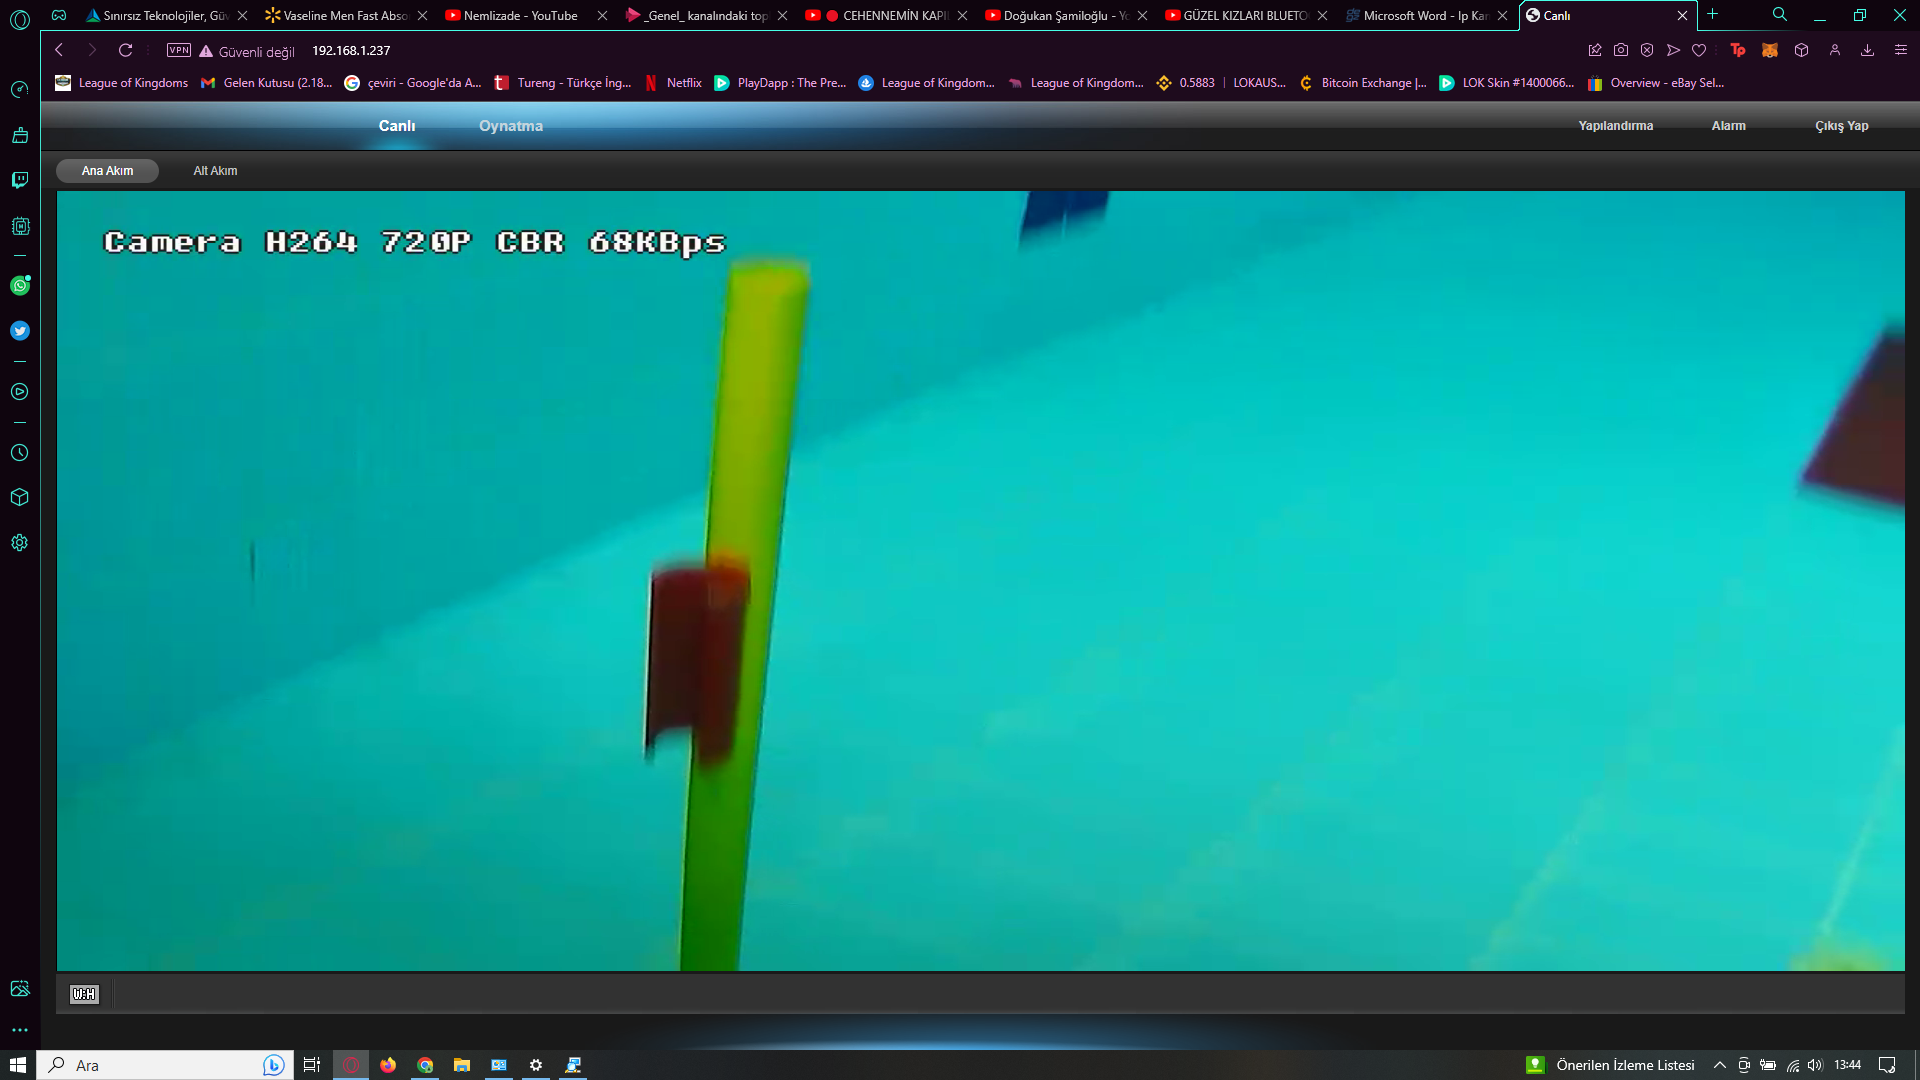 Sınırsız Teknolojiler, Güv
Vaseline Men Fast Abso
Nemlizade - YouTube
_Genel_ kanalındaki top
CEHENNEMİN KAPI
Doğukan Şamiloğlu - Yo
GÜZEL KIZLARI BLUETO
Microsoft Word - Ip Kam
Canlı
VPN
Güvenli değil
192.168.1.237
League of Kingdoms
Gelen Kutusu (2.18...
çeviri - Google'da A...
Tureng - Türkçe İng...
Netflix
PlayDapp : The Pre...
League of Kingdom...
League of Kingdom...
0.5883 | LOKAUS...
Bitcoin Exchange |...
LOK Skin #1400066...
Overview - eBay Sel...
Canlı
Oynatma
Yapılandırma
Alarm
Çıkış Yap
Ana Akım
Alt Akım
Camera H264 720P CBR 68KBps
W:H
Ara
Önerilen İzleme Listesi
13:44